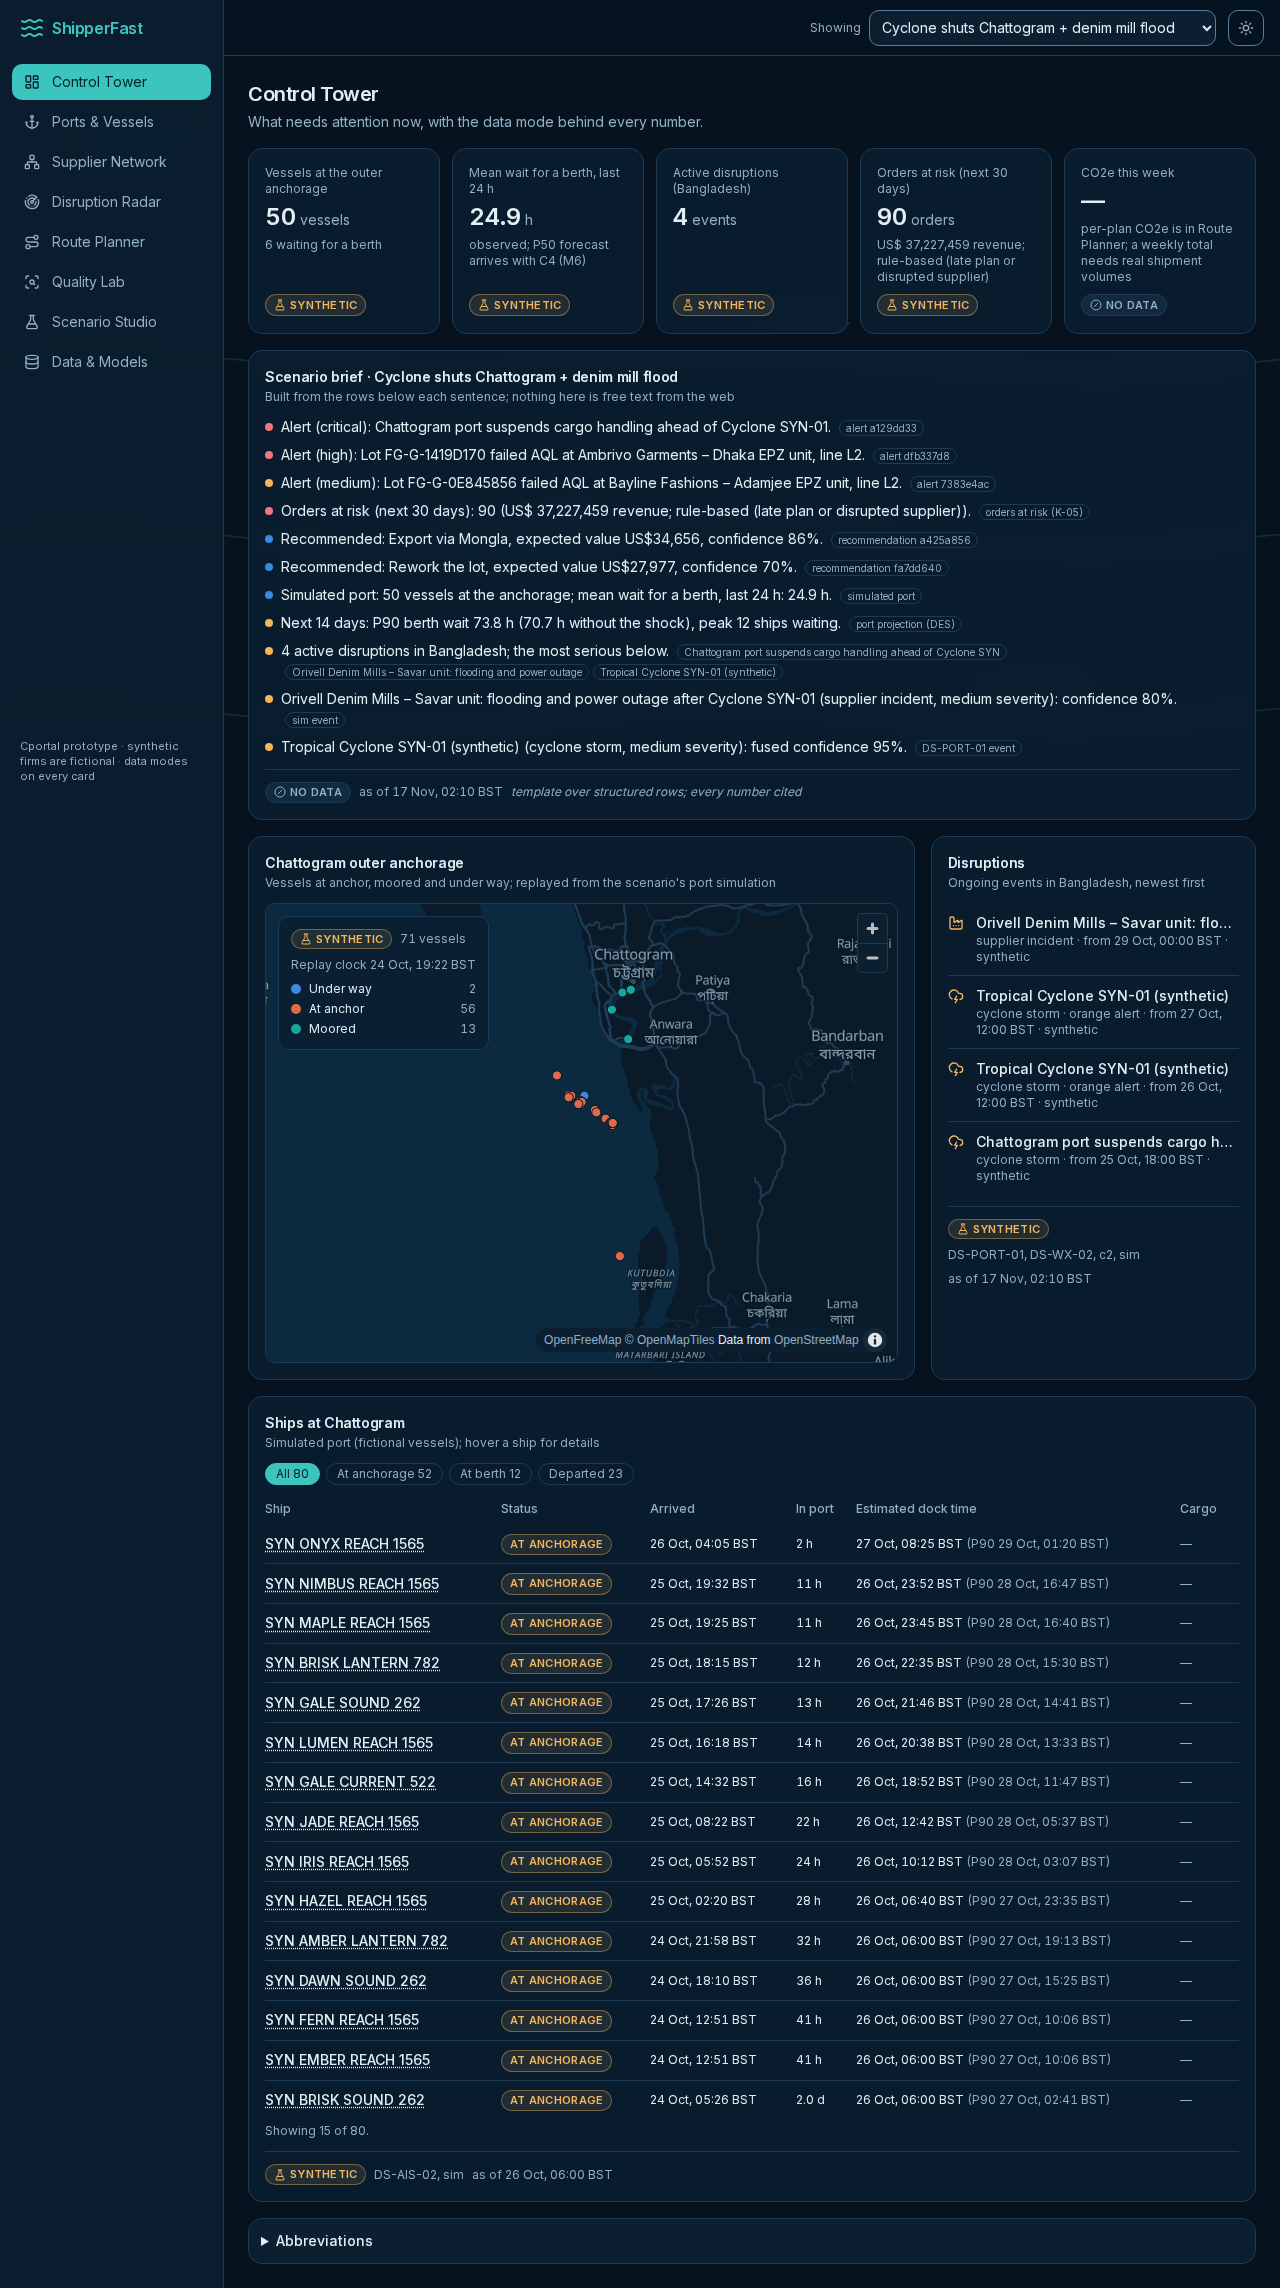 ShipperFast
Control Tower
Ports & Vessels
Supplier Network
Disruption Radar
Route Planner
Quality Lab
Scenario Studio
Data & Models
Cportal prototype · synthetic
firms are fictional · data modes
on every card
Showing Cyclone shuts Chattogram + denim mill flood
Control Tower
What needs attention now, with the data mode behind every number.
Vessels at the outer
anchorage
50 vessels
6 waiting for a berth
SYNTHETIC
Mean wait for a berth, last
24 h
24.9 h
observed; P50 forecast
arrives with C4 (M6)
SYNTHETIC
Active disruptions
(Bangladesh)
4 events
SYNTHETIC
Orders at risk (next 30
days)
90 orders
US$ 37,227,459 revenue;
rule-based (late plan or
disrupted supplier)
SYNTHETIC
CO2e this week
—
per-plan CO2e is in Route
Planner; a weekly total
needs real shipment
volumes
NO DATA
Scenario brief · Cyclone shuts Chattogram + denim mill flood
Built from the rows below each sentence; nothing here is free text from the web
Alert (critical): Chattogram port suspends cargo handling ahead of Cyclone SYN-01. alert a129dd33
Alert (high): Lot FG-G-1419D170 failed AQL at Ambrivo Garments – Dhaka EPZ unit, line L2. alert dfb337d8
Alert (medium): Lot FG-G-0E845856 failed AQL at Bayline Fashions – Adamjee EPZ unit, line L2. alert 7383e4ac
Orders at risk (next 30 days): 90 (US$ 37,227,459 revenue; rule-based (late plan or disrupted supplier)). orders at risk (K-05)
Recommended: Export via Mongla, expected value US$34,656, confidence 86%. recommendation a425a856
Recommended: Rework the lot, expected value US$27,977, confidence 70%. recommendation fa7dd640
Simulated port: 50 vessels at the anchorage; mean wait for a berth, last 24 h: 24.9 h. simulated port
Next 14 days: P90 berth wait 73.8 h (70.7 h without the shock), peak 12 ships waiting. port projection (DES)
4 active disruptions in Bangladesh; the most serious below. Chattogram port suspends cargo handling ahead of Cyclone SYN
Orivell Denim Mills – Savar unit: flooding and power outage Tropical Cyclone SYN-01 (synthetic)
Orivell Denim Mills – Savar unit: flooding and power outage after Cyclone SYN-01 (supplier incident, medium severity): confidence 80%.
sim event
Tropical Cyclone SYN-01 (synthetic) (cyclone storm, medium severity): fused confidence 95%. DS-PORT-01 event
NO DATA as of 17 Nov, 02:10 BST template over structured rows; every number cited
Chattogram outer anchorage
Vessels at anchor, moored and under way; replayed from the scenario's port simulation
SYNTHETIC 71 vessels
Replay clock 24 Oct, 19:22 BST
Under way 2
At anchor 56
Moored 13
Chattogram
চট্টগ্রাম
Patiya
পটিয়া
Anwara
আনোয়ারা
Bandarban
বান্দরবান
KUTUBDIA
কুতুবদিয়া
Chakaria
চকরিয়া
Lama
লামা
OpenFreeMap © OpenMapTiles Data from OpenStreetMap
MATARBARI ISLAND
Disruptions
Ongoing events in Bangladesh, newest first
Orivell Denim Mills – Savar unit: flo...
supplier incident · from 29 Oct, 00:00 BST ·
synthetic
Tropical Cyclone SYN-01 (synthetic)
cyclone storm · orange alert · from 27 Oct,
12:00 BST · synthetic
Tropical Cyclone SYN-01 (synthetic)
cyclone storm · orange alert · from 26 Oct,
12:00 BST · synthetic
Chattogram port suspends cargo h...
cyclone storm · from 25 Oct, 18:00 BST ·
synthetic
SYNTHETIC
DS-PORT-01, DS-WX-02, c2, sim
as of 17 Nov, 02:10 BST
Ships at Chattogram
Simulated port (fictional vessels); hover a ship for details
All 80 At anchorage 52 At berth 12 Departed 23
Ship Status Arrived In port Estimated dock time Cargo
SYN ONYX REACH 1565 AT ANCHORAGE 26 Oct, 04:05 BST 2 h 27 Oct, 08:25 BST (P90 29 Oct, 01:20 BST) —
SYN NIMBUS REACH 1565 AT ANCHORAGE 25 Oct, 19:32 BST 11 h 26 Oct, 23:52 BST (P90 28 Oct, 16:47 BST) —
SYN MAPLE REACH 1565 AT ANCHORAGE 25 Oct, 19:25 BST 11 h 26 Oct, 23:45 BST (P90 28 Oct, 16:40 BST) —
SYN BRISK LANTERN 782 AT ANCHORAGE 25 Oct, 18:15 BST 12 h 26 Oct, 22:35 BST (P90 28 Oct, 15:30 BST) —
SYN GALE SOUND 262 AT ANCHORAGE 25 Oct, 17:26 BST 13 h 26 Oct, 21:46 BST (P90 28 Oct, 14:41 BST) —
SYN LUMEN REACH 1565 AT ANCHORAGE 25 Oct, 16:18 BST 14 h 26 Oct, 20:38 BST (P90 28 Oct, 13:33 BST) —
SYN GALE CURRENT 522 AT ANCHORAGE 25 Oct, 14:32 BST 16 h 26 Oct, 18:52 BST (P90 28 Oct, 11:47 BST) —
SYN JADE REACH 1565 AT ANCHORAGE 25 Oct, 08:22 BST 22 h 26 Oct, 12:42 BST (P90 28 Oct, 05:37 BST) —
SYN IRIS REACH 1565 AT ANCHORAGE 25 Oct, 05:52 BST 24 h 26 Oct, 10:12 BST (P90 28 Oct, 03:07 BST) —
SYN HAZEL REACH 1565 AT ANCHORAGE 25 Oct, 02:20 BST 28 h 26 Oct, 06:40 BST (P90 27 Oct, 23:35 BST) —
SYN AMBER LANTERN 782 AT ANCHORAGE 24 Oct, 21:58 BST 32 h 26 Oct, 06:00 BST (P90 27 Oct, 19:13 BST) —
SYN DAWN SOUND 262 AT ANCHORAGE 24 Oct, 18:10 BST 36 h 26 Oct, 06:00 BST (P90 27 Oct, 15:25 BST) —
SYN FERN REACH 1565 AT ANCHORAGE 24 Oct, 12:51 BST 41 h 26 Oct, 06:00 BST (P90 27 Oct, 10:06 BST) —
SYN EMBER REACH 1565 AT ANCHORAGE 24 Oct, 12:51 BST 41 h 26 Oct, 06:00 BST (P90 27 Oct, 10:06 BST) —
SYN BRISK SOUND 262 AT ANCHORAGE 24 Oct, 05:26 BST 2.0 d 26 Oct, 06:00 BST (P90 27 Oct, 02:41 BST) —
Showing 15 of 80.
SYNTHETIC DS-AIS-02, sim as of 26 Oct, 06:00 BST
Abbreviations